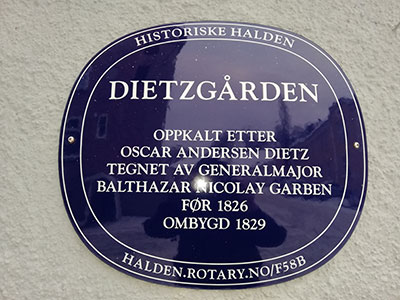 HISTORISKE HALDEN
DIETZGÅRDEN
OPPKALT ETTER
OSCAR ANDERSEN DIETZ
TEGNET AV GENERALMAJOR
BALTHAZAR NICOLAY GARBEN
FØR 1826
OMBYGD 1829
HALDEN.ROTARY.NO/F58B